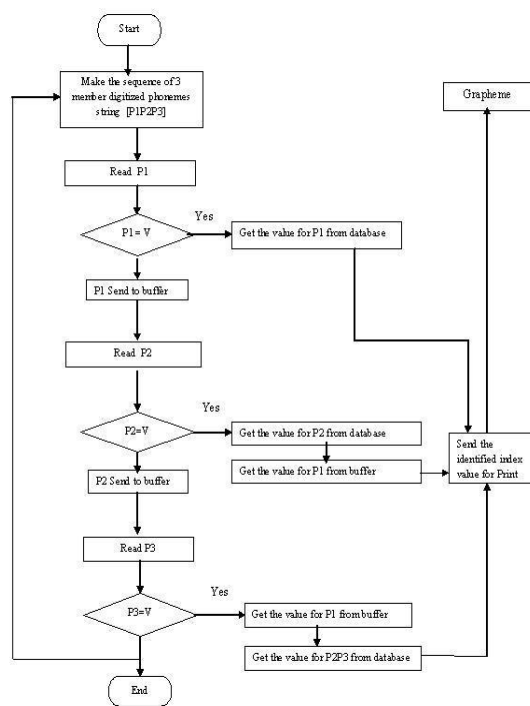 Start
Make the sequence of 3
member digitized phonemes
string [P1P2P3]
Grapheme
Read P1
Yes
P1= V
Get the value for P1 from database
P1 Send to buffer
Read P2
Yes
P2=V
Get the value for P2 from database
Get the value for P1 from buffer
Send the
identified index
value for Print
P2 Send to buffer
Read P3
Yes
P3=V
Get the value for P1 from buffer
Get the value for P2P3 from database
End